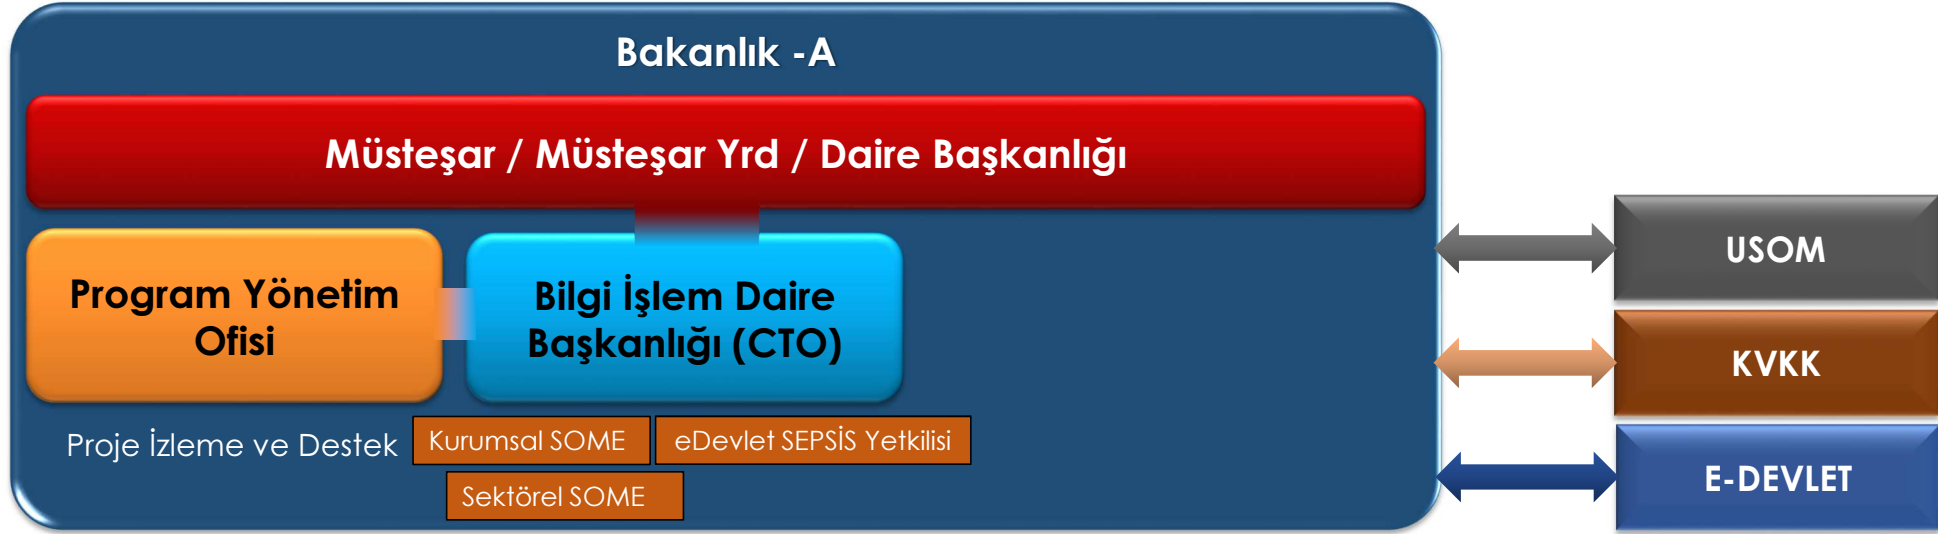 Bakanlık -A
Müsteşar / Müsteşar Yrd / Daire Başkanlığı
Program Yönetim
Ofisi
Bilgi İşlem Daire
Başkanlığı (CTO)
Proje İzleme ve Destek
Kurumsal SOME
eDevlet SEPSİS Yetkilisi
Sektörel SOME
USOM
KVKK
E-DEVLET